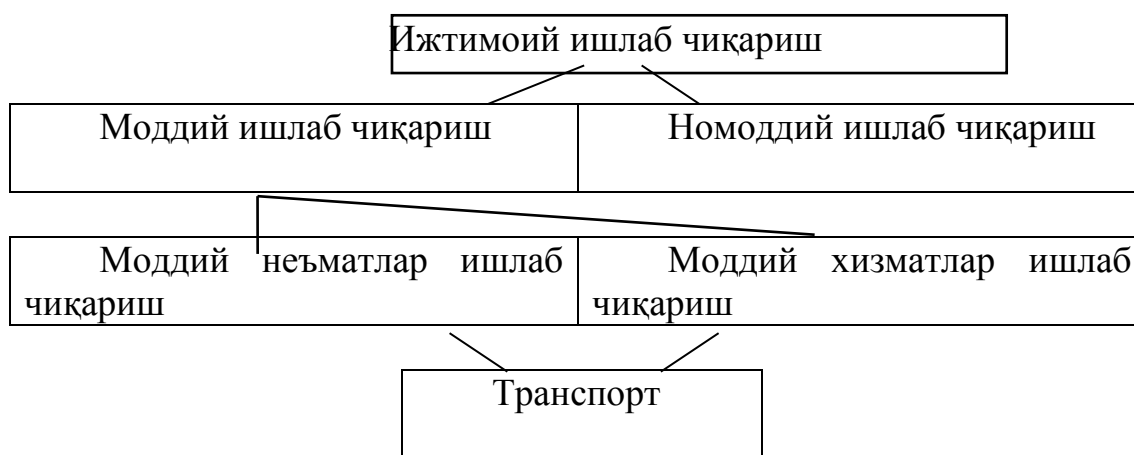 Ижтимоий ишлаб чиқариш
Моддий ишлаб чиқариш
Номоддий ишлаб чиқариш
Моддий неъматлар ишлаб
чиқариш
Моддий хизматлар ишлаб
чиқариш
Транспорт